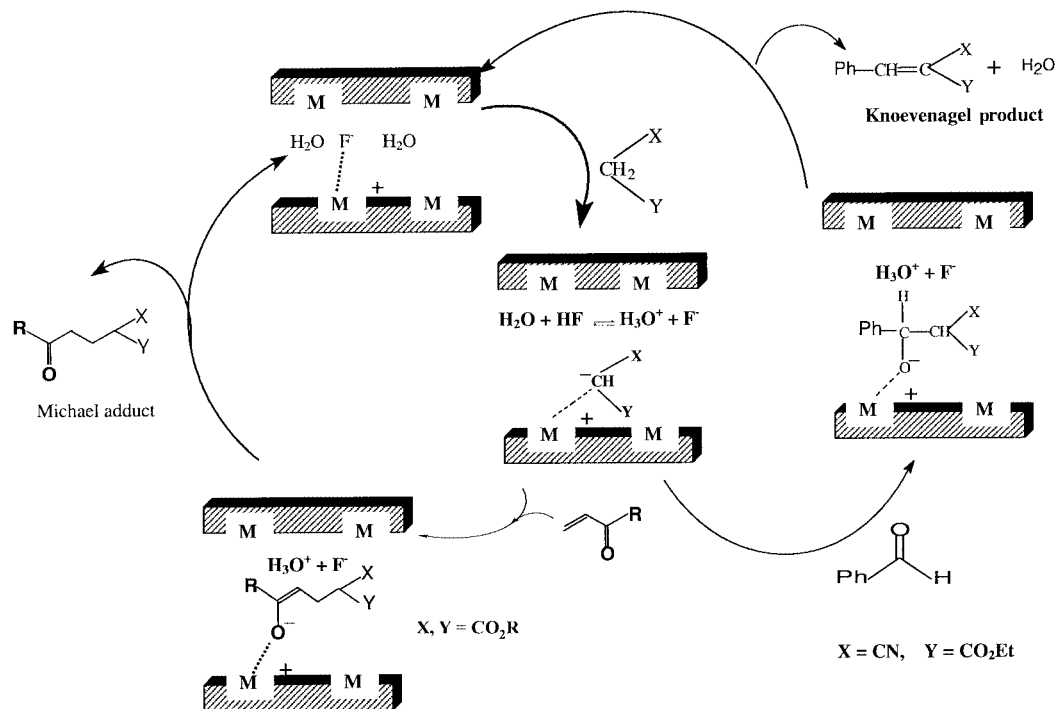 M M
H₂O F⁻ H₂O
M + M
X
CH₂
Y
X
Ph—CH═C
Y
+ H₂O
Knoevenagel product
M M
H₂O + HF ⇌ H₃O⁺ + F⁻
X
⁻CH
Y
M + M
M M
H₃O⁺ + F⁻
H
X
Ph—C—CH
Y
O⁻
M + M
X
R
Y
O
Michael adduct
R
O
O
Ph H
M M
H₃O⁺ + F⁻
X
R
Y
O⁻
X, Y = CO₂R
M + M
X = CN, Y = CO₂Et